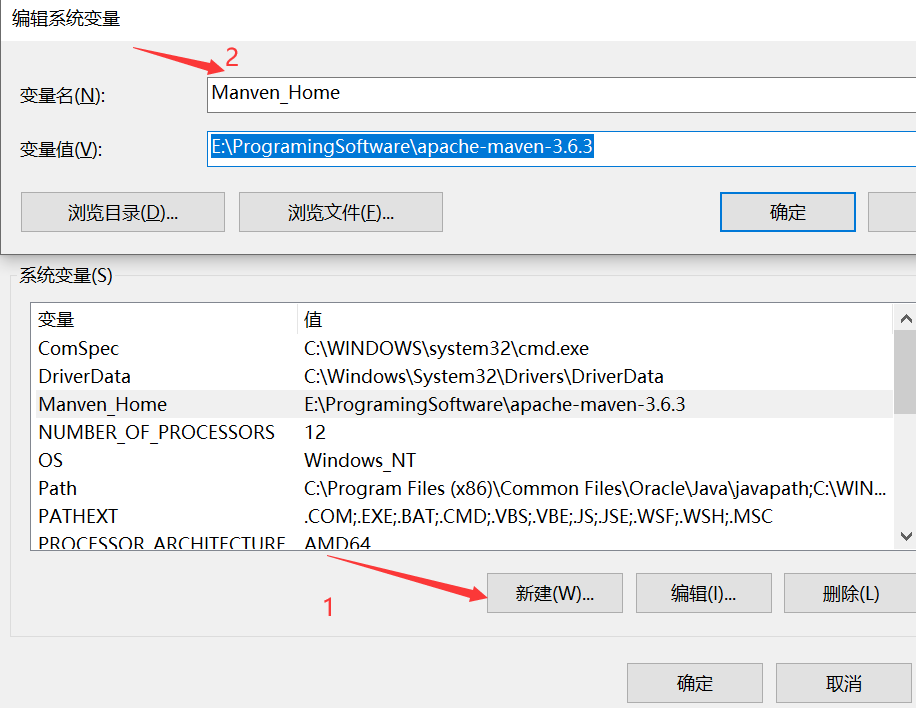 编辑系统变量
2
变量名(N): Manven_Home
变量值(V): E:\ProgramingSoftware\apache-maven-3.6.3
浏览目录(D)... 浏览文件(F)... 确定
系统变量(S)
变量 值
ComSpec C:\WINDOWS\system32\cmd.exe
DriverData C:\Windows\System32\Drivers\DriverData
Manven_Home E:\ProgramingSoftware\apache-maven-3.6.3
NUMBER_OF_PROCESSORS 12
OS Windows_NT
Path C:\Program Files (x86)\Common Files\Oracle\Java\javapath;C:\WIN...
PATHEXT .COM;.EXE;.BAT;.CMD;.VBS;.VBE;.JS;.JSE;.WSF;.WSH;.MSC
PROCESSOR_ARCHITECTURE AMD64
1 新建(W)... 编辑(I)... 删除(L)
确定 取消